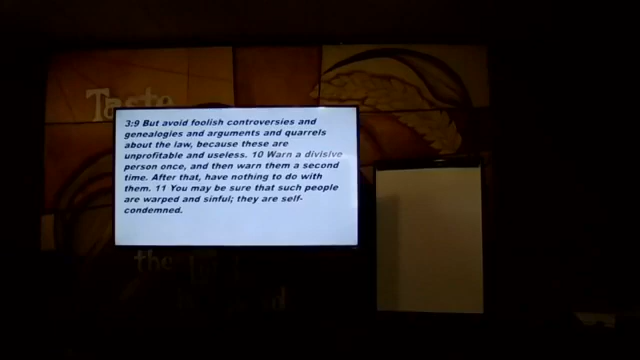 Taste
3:9 But avoid foolish controversies and
genealogies and arguments and quarrels
about the law, because these are
unprofitable and useless. 10 Warn a divisive
person once, and then warn them a second
time. After that, have nothing to do with
them. 11 You may be sure that such people
are warped and sinful; they are self-
condemned.
the